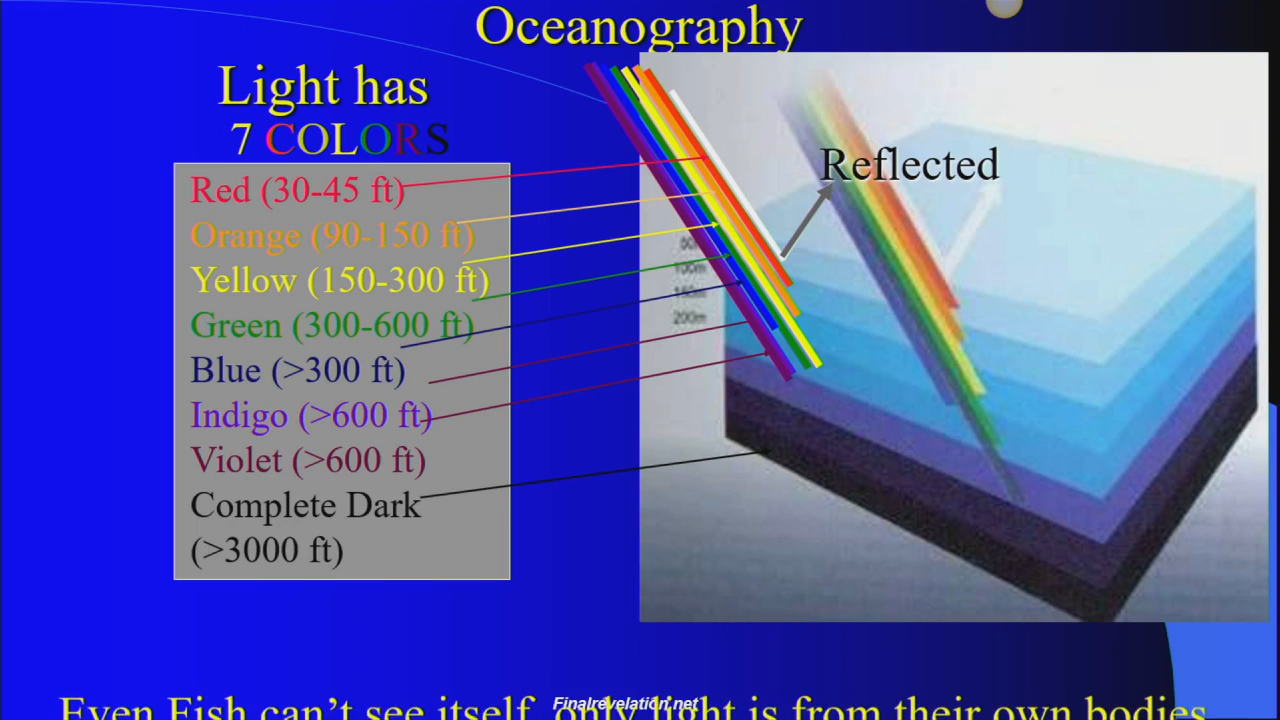 Oceanography
Light has
7 COLORS
Red (30-45 ft)
Orange (90-150 ft)
Yellow (150-300 ft)
Green (300-600 ft)
Blue (>300 ft)
Indigo (>600 ft)
Violet (>600 ft)
Complete Dark
(>3000 ft)
Reflected
100m
200m
Even Fish can't see itself, only light is from their own bodies
Finalrevelation.net